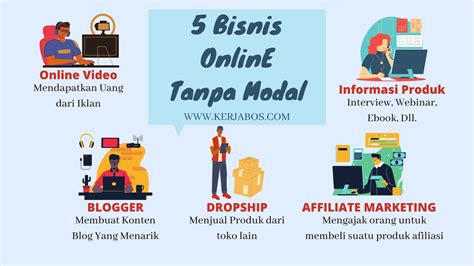 5 Bisnis
OnlinE
Tanpa Modal
WWW.KERJABOS.COM
Online Video
Mendapatkan Uang
dari Iklan
Informasi Produk
Interview, Webinar,
Ebook, Dll.
BLOGGER
Membuat Konten
Blog Yang Menarik
DROPSHIP
Menjual Produk dari
toko lain
AFFILIATE MARKETING
Mengajak orang untuk
membeli suatu produk afiliasi